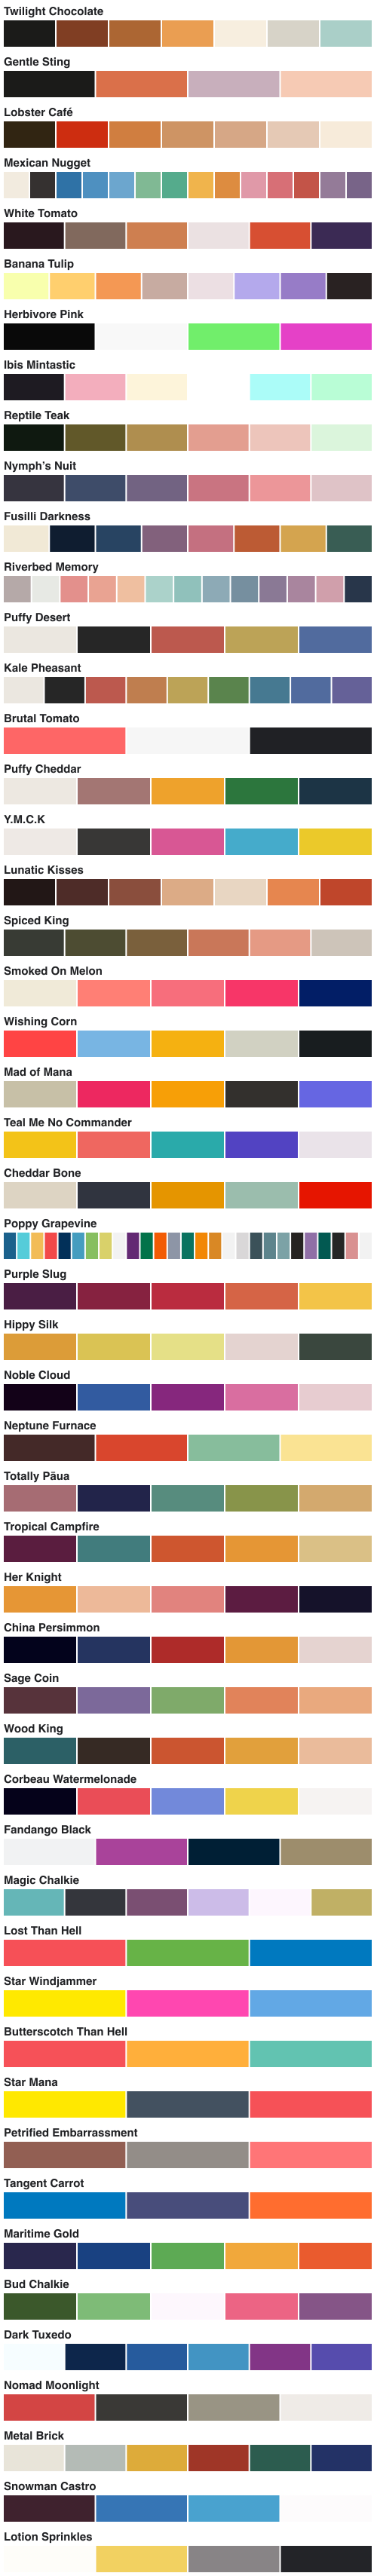 Twilight Chocolate
Gentle Sting
Lobster Café
Mexican Nugget
White Tomato
Banana Tulip
Herbivore Pink
Ibis Mintastic
Reptile Teak
Nymph's Nuit
Fusilli Darkness
Riverbed Memory
Puffy Desert
Kale Pheasant
Brutal Tomato
Puffy Cheddar
Y.M.C.K
Lunatic Kisses
Spiced King
Smoked On Melon
Wishing Corn
Mad of Mana
Teal Me No Commander
Cheddar Bone
Poppy Grapevine
Purple Slug
Hippy Silk
Noble Cloud
Neptune Furnace
Totally Pāua
Tropical Campfire
Her Knight
China Persimmon
Sage Coin
Wood King
Corbeau Watermelonade
Fandango Black
Magic Chalkie
Lost Than Hell
Star Windjammer
Butterscotch Than Hell
Star Mana
Petrified Embarrassment
Tangent Carrot
Maritime Gold
Bud Chalkie
Dark Tuxedo
Nomad Moonlight
Metal Brick
Snowman Castro
Lotion Sprinkles